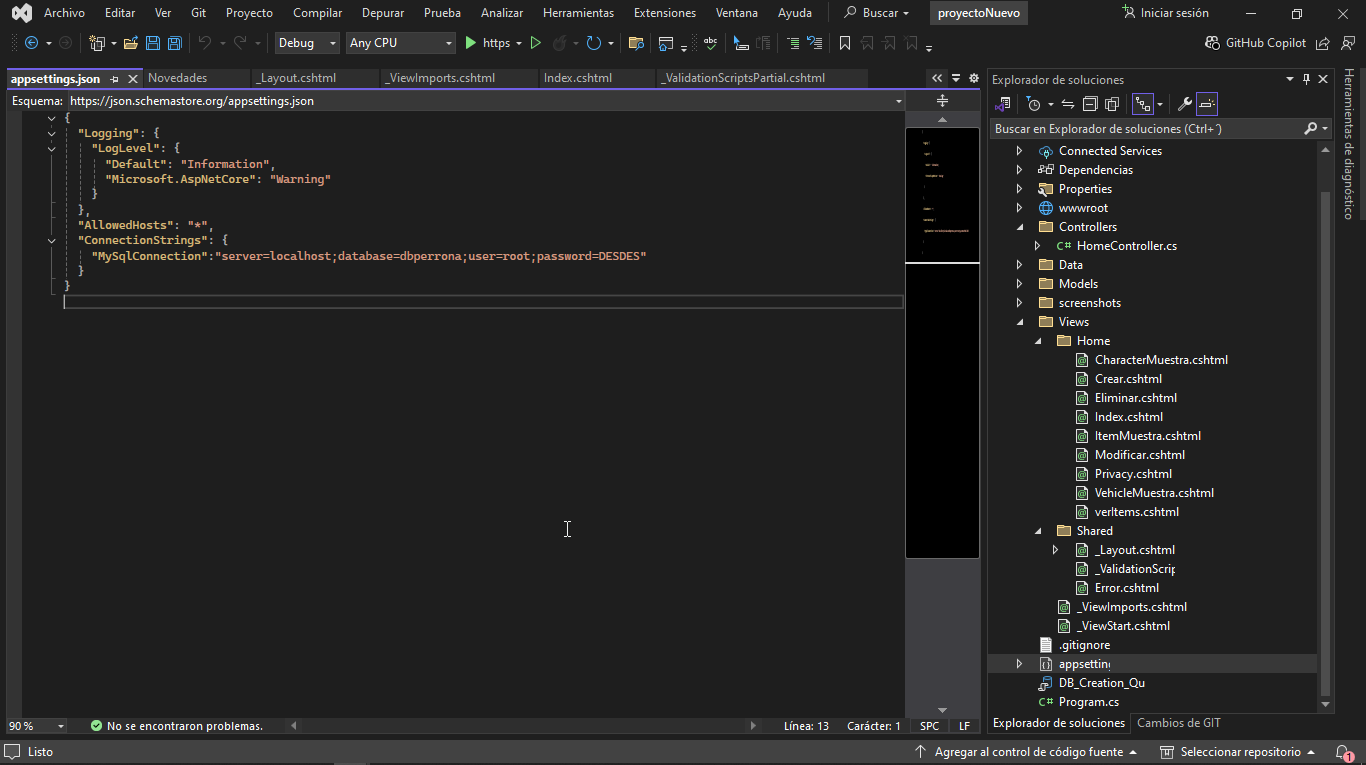 Archivo Editar Ver Git Proyecto Compilar Depurar Prueba Analizar Herramientas Extensiones Ventana Ayuda Buscar proyectoNuevo Iniciar sesión
Debug Any CPU https abc GitHub Copilot
appsettings.json Novedades _Layout.cshtml _ViewImports.cshtml Index.cshtml _ValidationScriptsPartial.cshtml
Esquema: https://json.schemastore.org/appsettings.json
{
"Logging": {
"LogLevel": {
"Default": "Information",
"Microsoft.AspNetCore": "Warning"
}
},
"AllowedHosts": "*",
"ConnectionStrings": {
"MySqlConnection":"server=localhost;database=dbperrona;user=root;password=DESDES"
}
}
90 % No se encontraron problemas. Línea: 13 Carácter: 1 SPC LF
Explorador de soluciones
Buscar en Explorador de soluciones (Ctrl+´)
Connected Services
Dependencias
Properties
wwwroot
Controllers
C# HomeController.cs
Data
Models
screenshots
Views
Home
CharacterMuestra.cshtml
Crear.cshtml
Eliminar.cshtml
Index.cshtml
ItemMuestra.cshtml
Modificar.cshtml
Privacy.cshtml
VehicleMuestra.cshtml
verItems.cshtml
Shared
_Layout.cshtml
_ValidationScrip
Error.cshtml
_ViewImports.cshtml
_ViewStart.cshtml
.gitignore
appsettin
DB_Creation_Qu
C# Program.cs
Explorador de soluciones Cambios de GIT
Herramientas de diagnóstico
Listo Agregar al control de código fuente Seleccionar repositorio 1